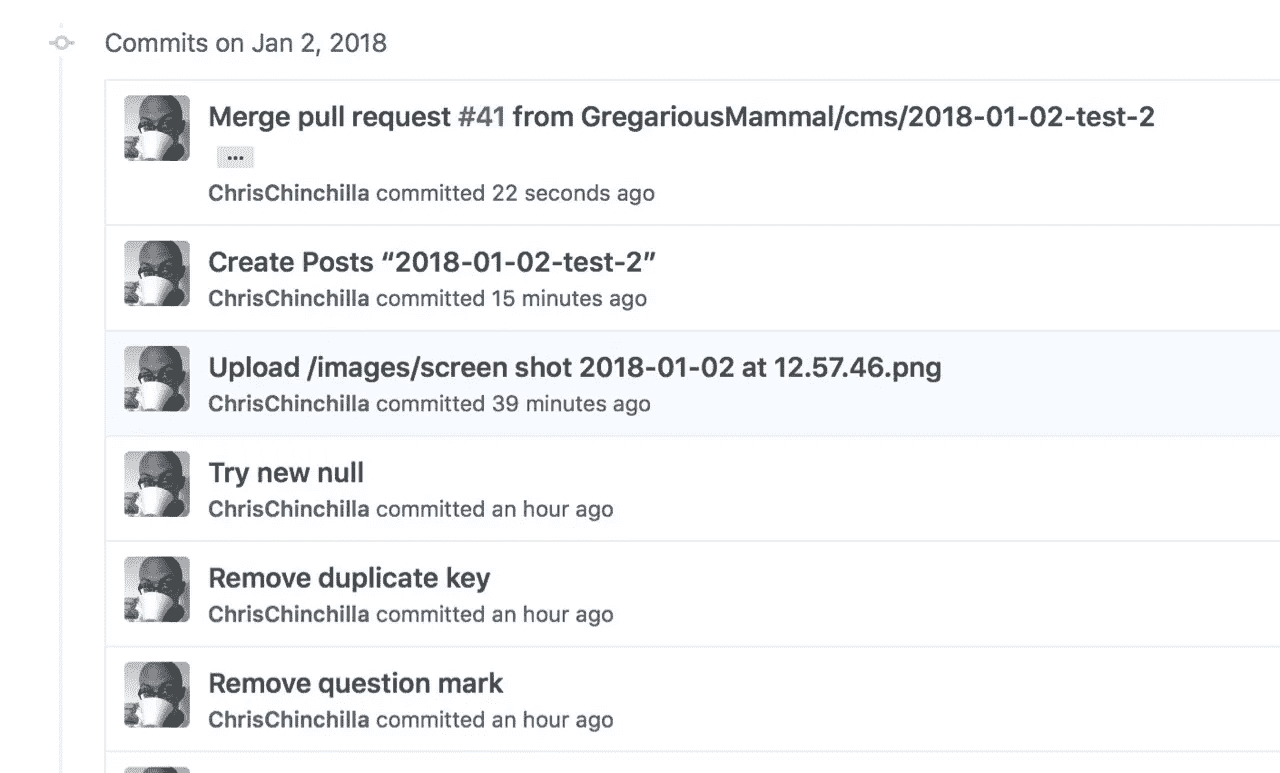 Commits on Jan 2, 2018
Merge pull request #41 from GregariousMammal/cms/2018-01-02-test-2
...
ChrisChinchilla committed 22 seconds ago
Create Posts “2018-01-02-test-2”
ChrisChinchilla committed 15 minutes ago
Upload /images/screen shot 2018-01-02 at 12.57.46.png
ChrisChinchilla committed 39 minutes ago
Try new null
ChrisChinchilla committed an hour ago
Remove duplicate key
ChrisChinchilla committed an hour ago
Remove question mark
ChrisChinchilla committed an hour ago